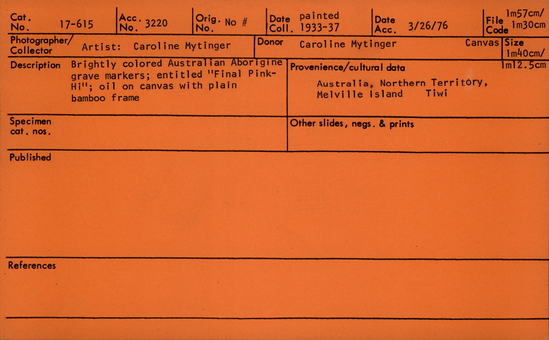 Cat. No. 17-615 Acc. No. 3220 Orig. No. No # Date Coll. painted 1933-37 Date Acc. 3/26/76 File Code 1m57cm/ 1m30cm
Photographer/ Collector Artist: Caroline Mytinger Donor Caroline Mytinger Canvas Size 1m40cm/ 1m12.5cm
Description Brightly colored Australian Aborigine
grave markers; entitled "Final Pink-
Hi"; oil on canvas with plain
bamboo frame
Provenience/cultural data
Australia, Northern Territory,
Melville Island Tiwi
Specimen cat. nos.
Other slides, negs. & prints
Published
References